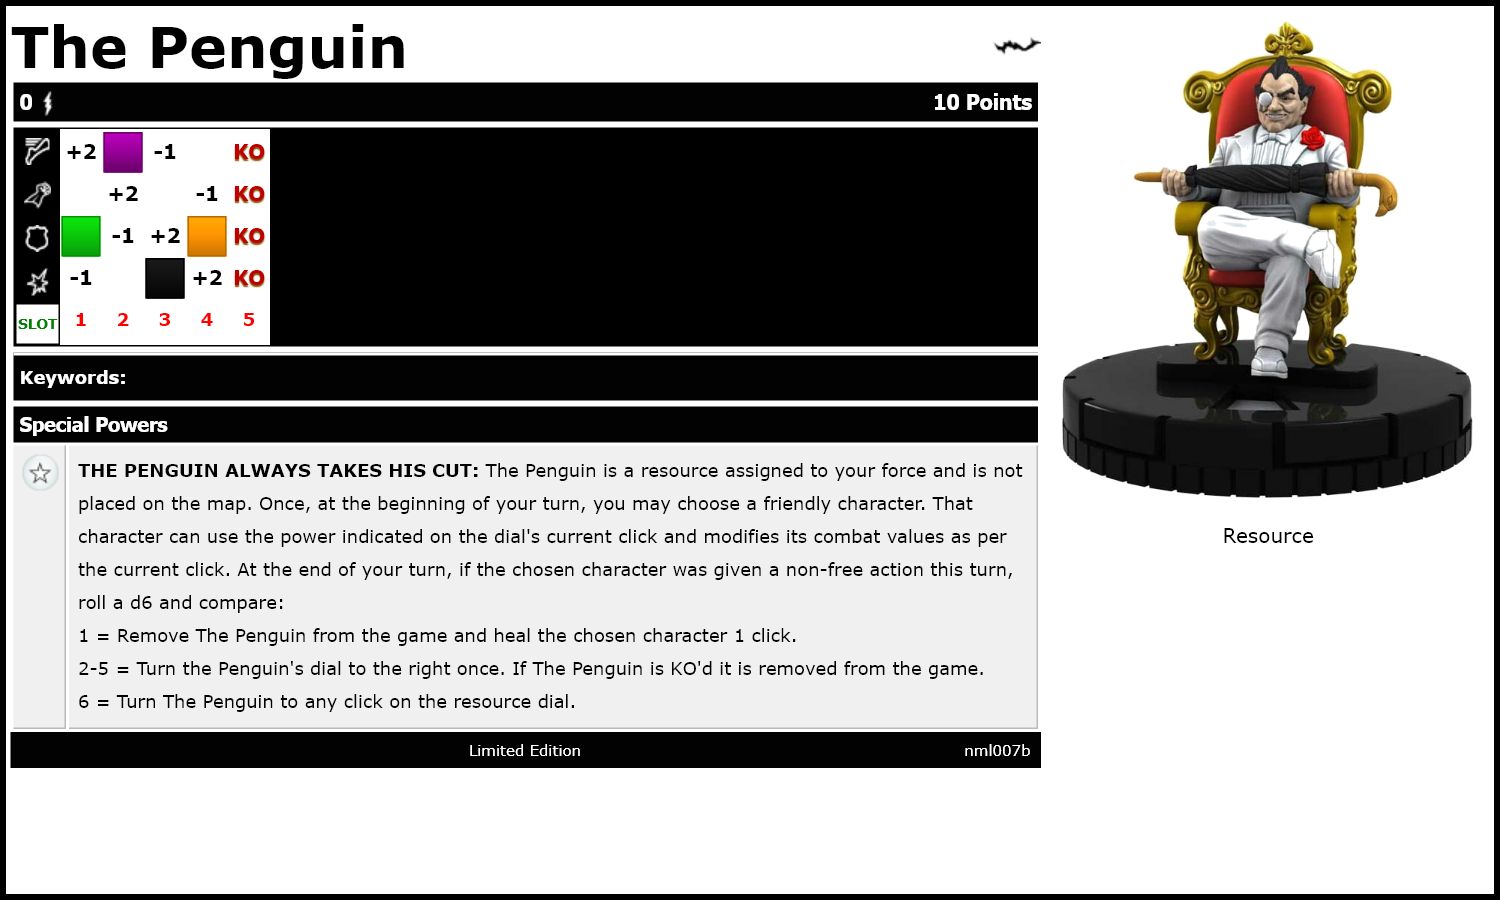 The Penguin
0 10 Points
+2 -1 KO
+2 -1 KO
-1 +2 KO
-1 +2 KO
SLOT 1 2 3 4 5
Keywords:
Special Powers
THE PENGUIN ALWAYS TAKES HIS CUT: The Penguin is a resource assigned to your force and is not
placed on the map. Once, at the beginning of your turn, you may choose a friendly character. That
character can use the power indicated on the dial's current click and modifies its combat values as per
the current click. At the end of your turn, if the chosen character was given a non-free action this turn,
roll a d6 and compare:
1 = Remove The Penguin from the game and heal the chosen character 1 click.
2-5 = Turn the Penguin's dial to the right once. If The Penguin is KO'd it is removed from the game.
6 = Turn The Penguin to any click on the resource dial.
Limited Edition nml007b
Resource